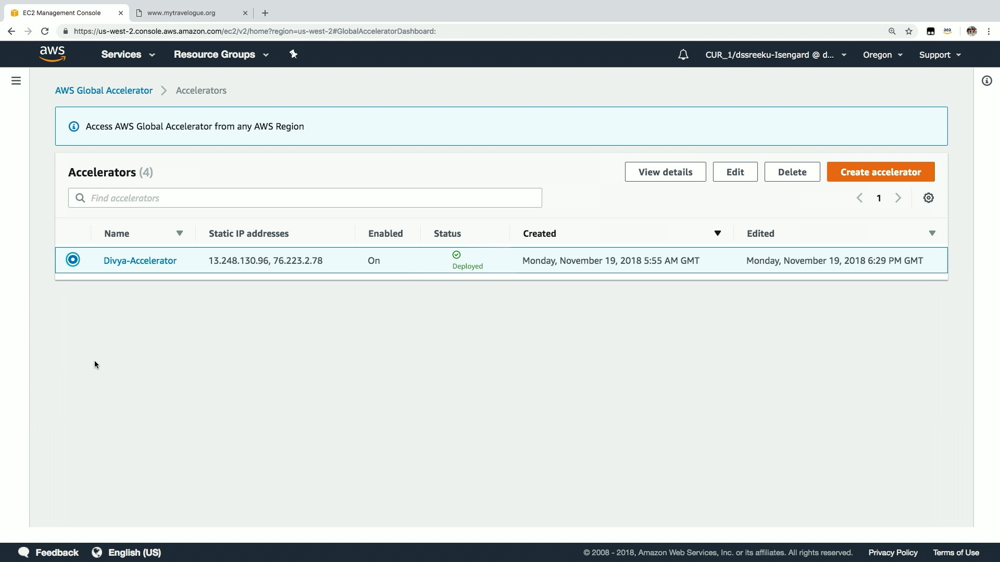 EC2 Management Console
www.mytravelogue.org
https://us-west-2.console.aws.amazon.com/ec2/v2/home?region=us-west-2#GlobalAcceleratorDashboard:
aea
aws
Services
Resource Groups
CUR_1/dssreeku-Isengard @ d...
Oregon
Support
AWS Global Accelerator
Accelerators
Access AWS Global Accelerator from any AWS Region
Accelerators (4)
View details
Edit
Delete
Create accelerator
Find accelerators
1
Name
Static IP addresses
Enabled
Status
Created
Edited
Divya-Accelerator
13.248.130.96, 76.223.2.78
On
Deployed
Monday, November 19, 2018 5:55 AM GMT
Monday, November 19, 2018 6:29 PM GMT
Feedback
English (US)
© 2008 - 2018, Amazon Web Services, Inc. or its affiliates. All rights reserved.
Privacy Policy
Terms of Use